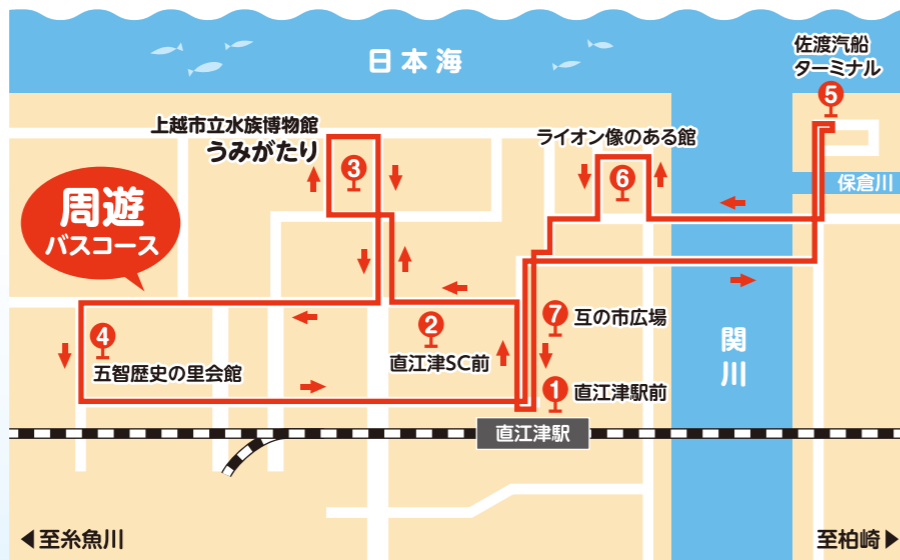 日本海
佐渡汽船
ターミナル
5
上越市立水族博物館
うみがたり
3
ライオン像のある館
6
保倉川
周遊
バスコース
4
五智歴史の里会館
2
直江津SC前
7
互の市広場
1
直江津駅前
関川
直江津駅
◀至糸魚川
至柏崎▶